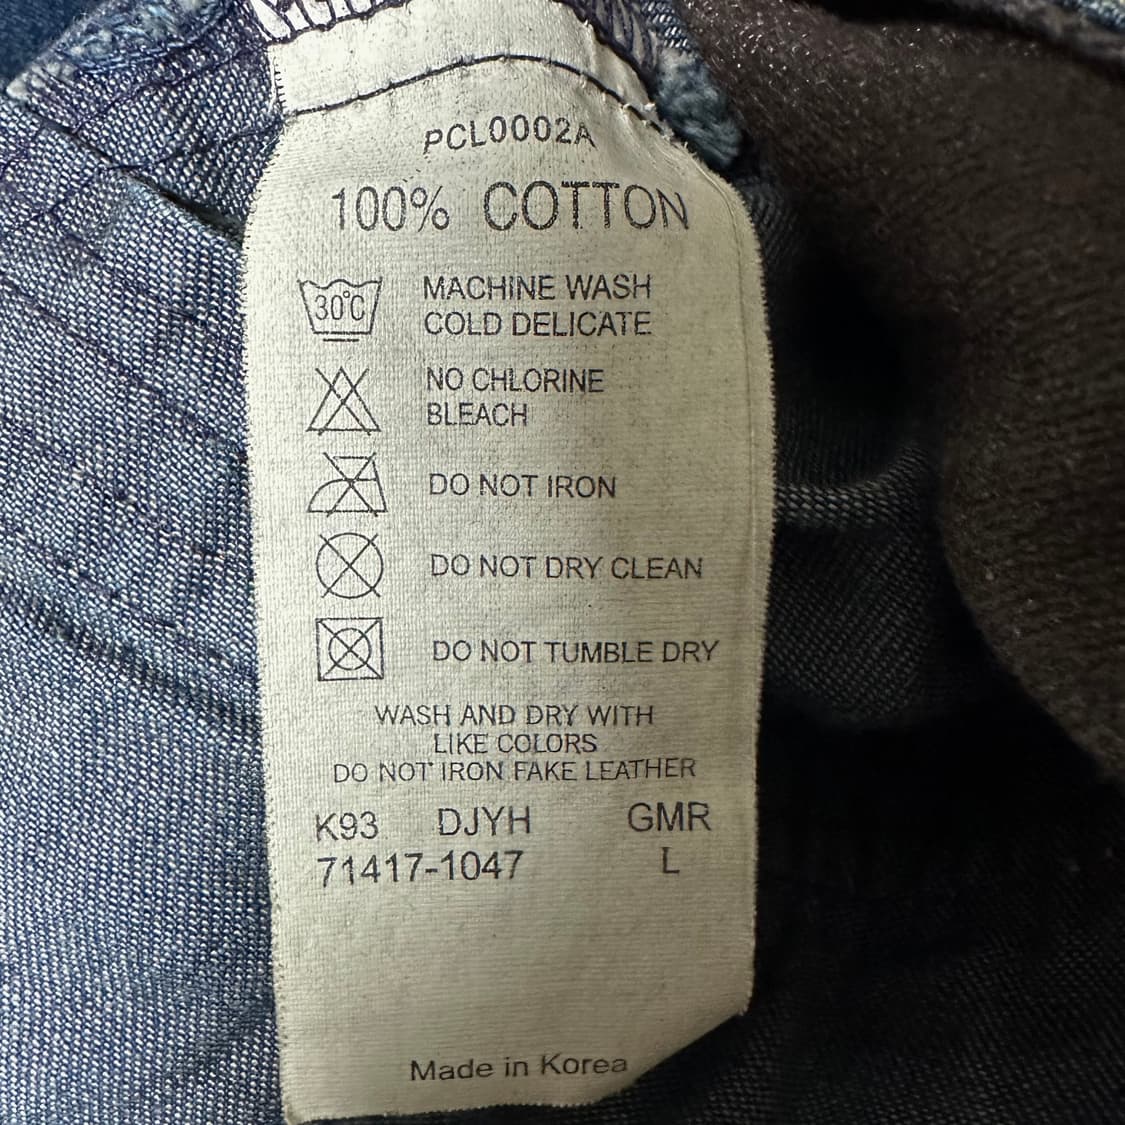 PCL0002A
100% COTTON
30°C MACHINE WASH
COLD DELICATE
NO CHLORINE
BLEACH
DO NOT IRON
DO NOT DRY CLEAN
DO NOT TUMBLE DRY
WASH AND DRY WITH
LIKE COLORS
DO NOT IRON FAKE LEATHER
K93 DJYH GMR
71417-1047 L
Made in Korea